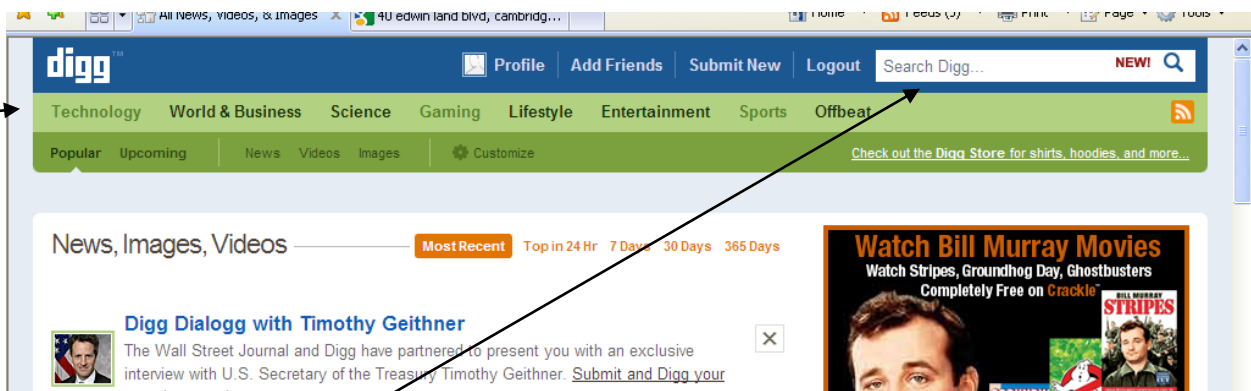 All News, Videos, & Images
40 edwin land blvd, cambridg...
Home
Feeds (J)
Print
Page
Tools
digg™
Profile
Add Friends
Submit New
Logout
Search Digg...
NEW!
Technology
World & Business
Science
Gaming
Lifestyle
Entertainment
Sports
Offbeat
Popular
Upcoming
News
Videos
Images
Customize
Check out the Digg Store for shirts, hoodies, and more...
News, Images, Videos
Most Recent
Top in 24 Hr
7 Days
30 Days
365 Days
Digg Dialogg with Timothy Geithner
The Wall Street Journal and Digg have partnered to present you with an exclusive
interview with U.S. Secretary of the Treasury Timothy Geithner. Submit and Digg your
Watch Bill Murray Movies
Watch Stripes, Groundhog Day, Ghostbusters
Completely Free on Crackle
BILL MURRAY
STRIPES